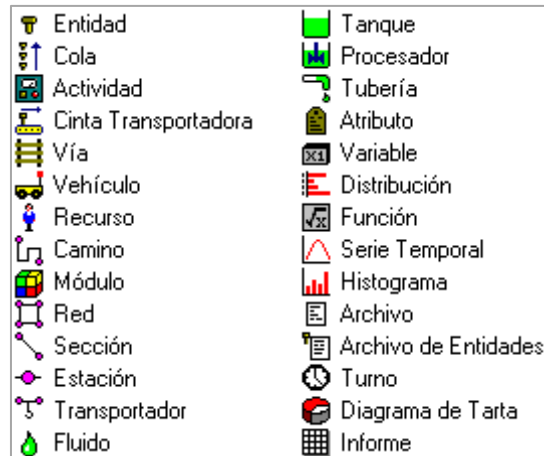 Entidad
Cola
Actividad
Cinta Transportadora
Vía
Vehículo
Recurso
Camino
Módulo
Red
Sección
Estación
Transportador
Fluido
Tanque
Procesador
Tubería
Atributo
X1 Variable
Distribución
√x Función
Serie Temporal
Histograma
Archivo
Archivo de Entidades
Turno
Diagrama de Tarta
Informe